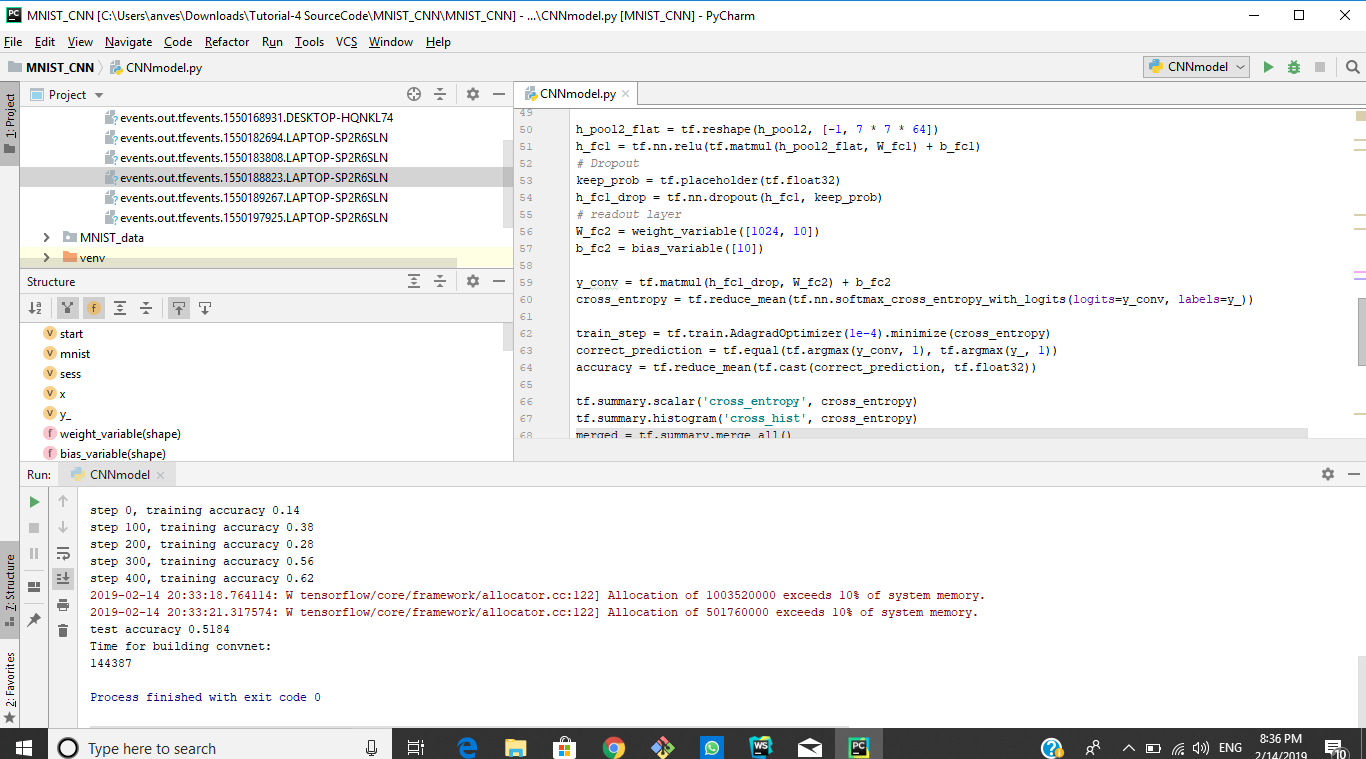 MNIST_CNN [C:\Users\anves\Downloads\Tutorial-4 SourceCode\MNIST_CNN\MNIST_CNN] - ...\CNNmodel.py [MNIST_CNN] - PyCharm
File Edit View Navigate Code Refactor Run Tools VCS Window Help
MNIST_CNN CNNmodel.py CNNmodel
1: Project
Project
events.out.tfevents.1550168931.DESKTOP-HQNKL74
events.out.tfevents.1550182694.LAPTOP-SP2R6SLN
events.out.tfevents.1550183808.LAPTOP-SP2R6SLN
events.out.tfevents.1550188823.LAPTOP-SP2R6SLN
events.out.tfevents.1550189267.LAPTOP-SP2R6SLN
events.out.tfevents.1550197925.LAPTOP-SP2R6SLN
MNIST_data
venv
Structure
start
mnist
sess
x
y_
weight_variable(shape)
bias_variable(shape)
CNNmodel.py
49
50 h_pool2_flat = tf.reshape(h_pool2, [-1, 7 * 7 * 64])
51 h_fc1 = tf.nn.relu(tf.matmul(h_pool2_flat, W_fc1) + b_fc1)
52 # Dropout
53 keep_prob = tf.placeholder(tf.float32)
54 h_fc1_drop = tf.nn.dropout(h_fc1, keep_prob)
55 # readout layer
56 W_fc2 = weight_variable([1024, 10])
57 b_fc2 = bias_variable([10])
58
59 y_conv = tf.matmul(h_fc1_drop, W_fc2) + b_fc2
60 cross_entropy = tf.reduce_mean(tf.nn.softmax_cross_entropy_with_logits(logits=y_conv, labels=y_))
61
62 train_step = tf.train.AdagradOptimizer(1e-4).minimize(cross_entropy)
63 correct_prediction = tf.equal(tf.argmax(y_conv, 1), tf.argmax(y_, 1))
64 accuracy = tf.reduce_mean(tf.cast(correct_prediction, tf.float32))
65
66 tf.summary.scalar('cross_entropy', cross_entropy)
67 tf.summary.histogram('cross_hist', cross_entropy)
68 merged = tf.summary.merge_all()
Run: CNNmodel
step 0, training accuracy 0.14
step 100, training accuracy 0.38
step 200, training accuracy 0.28
step 300, training accuracy 0.56
step 400, training accuracy 0.62
2019-02-14 20:33:18.764114: W tensorflow/core/framework/allocator.cc:122] Allocation of 1003520000 exceeds 10% of system memory.
2019-02-14 20:33:21.317574: W tensorflow/core/framework/allocator.cc:122] Allocation of 501760000 exceeds 10% of system memory.
test accuracy 0.5184
Time for building convnet:
144387
Process finished with exit code 0
7: Structure
2: Favorites
Type here to search
ENG
8:36 PM
2/14/2019
10